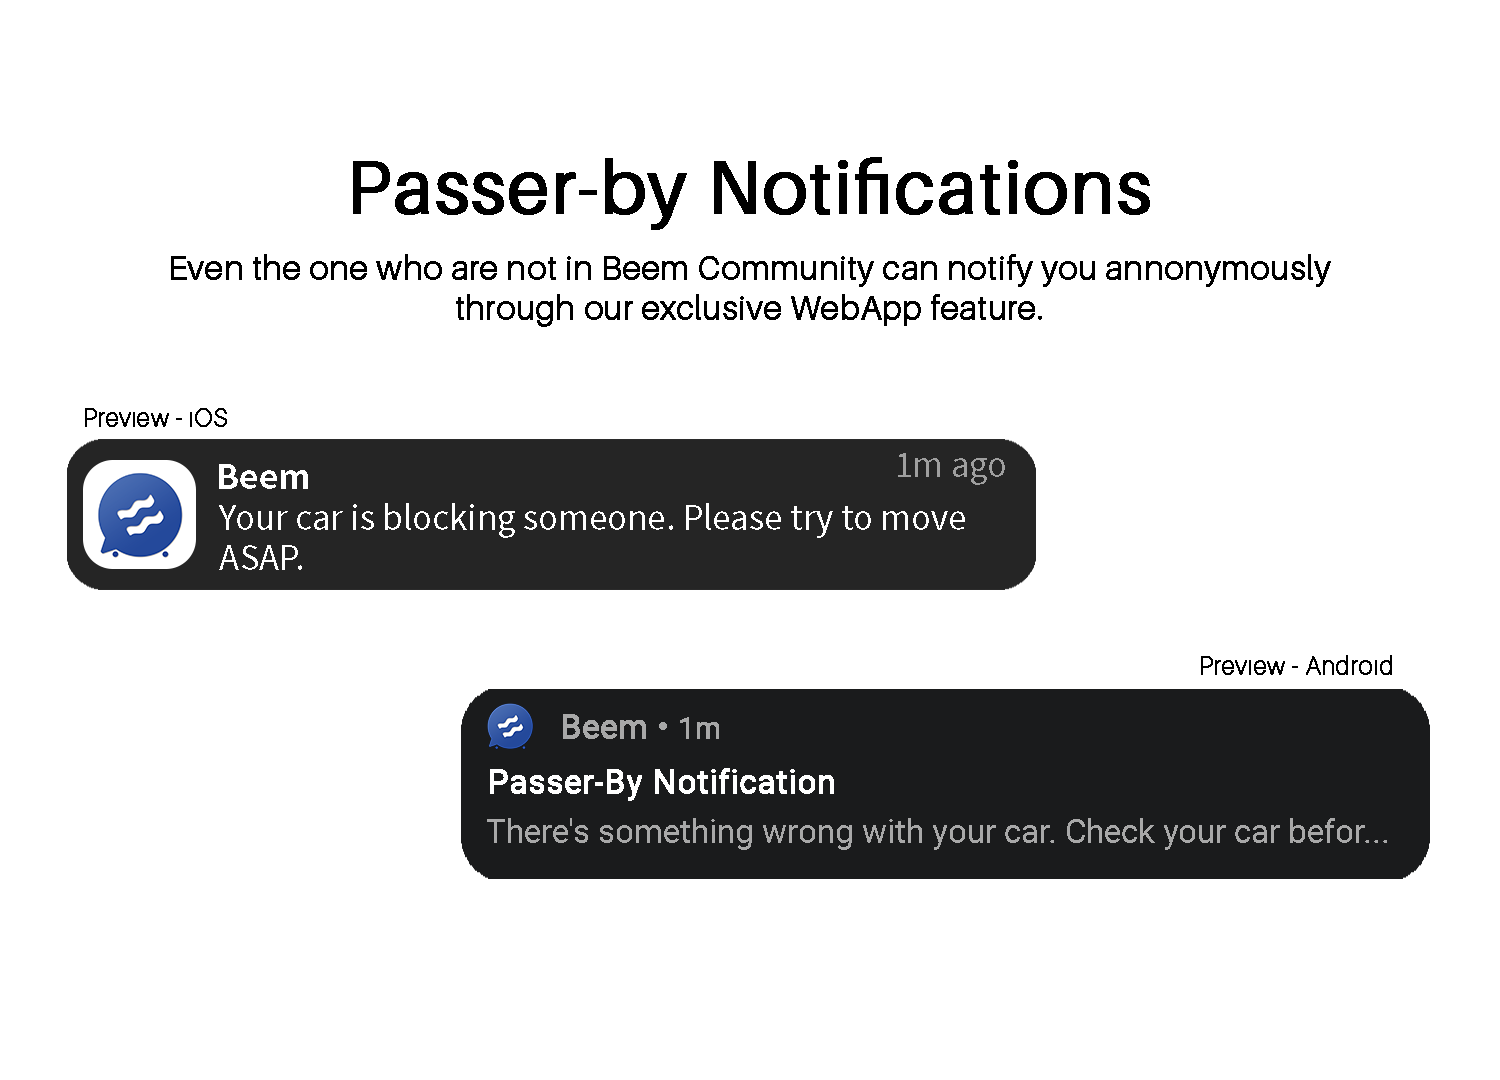 Passer-by Notifications
Even the one who are not in Beem Community can notify you annonymously
through our exclusive WebApp feature.
Preview - iOS
Beem
1m ago
Your car is blocking someone. Please try to move
ASAP.
Preview - Android
Beem • 1m
Passer-By Notification
There's something wrong with your car. Check your car befor...